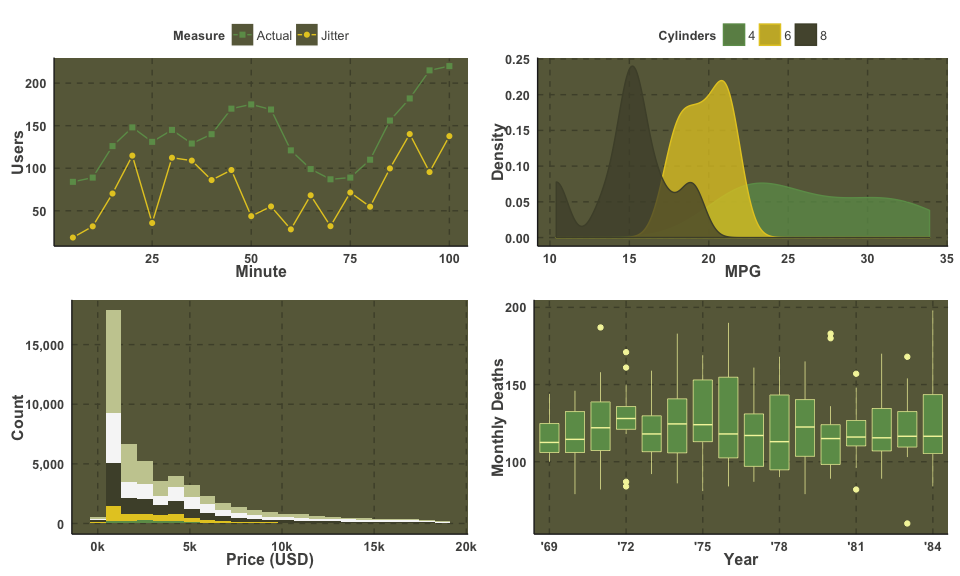 Measure Actual Jitter
Users
200
150
100
50
25 50 75 100
Minute
Cylinders 4 6 8
Density
0.25
0.20
0.15
0.10
0.05
0.00
10 15 20 25 30 35
MPG
Count
15,000
10,000
5,000
0
0k 5k 10k 15k 20k
Price (USD)
Monthly Deaths
200
150
100
'69 '72 '75 '78 '81 '84
Year